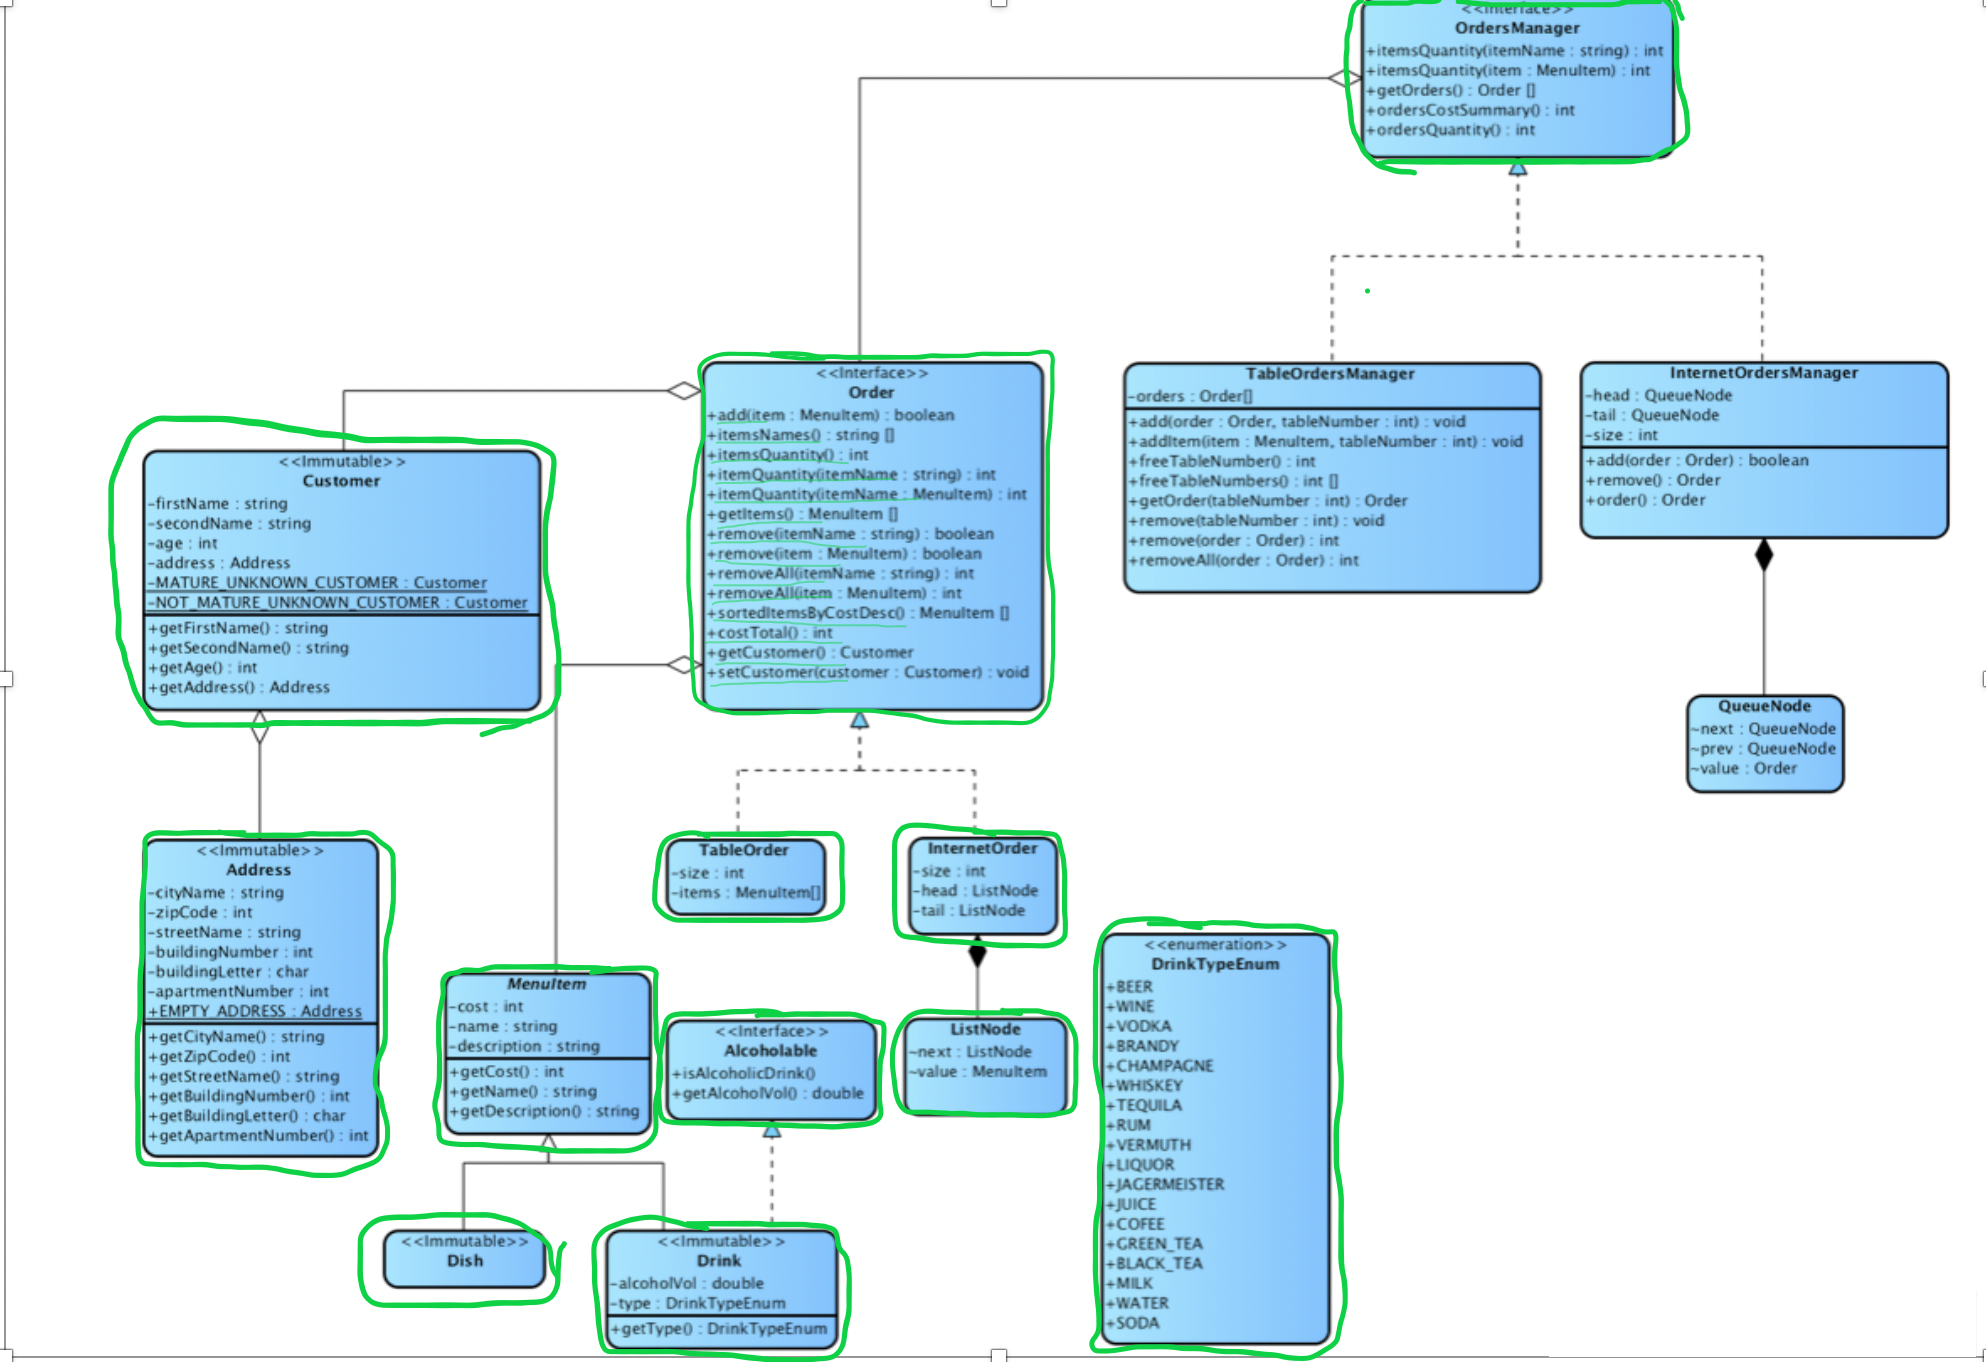 <<Interface>>
OrdersManager
+itemsQuantity(itemName : string) : int
+itemsQuantity(item : MenuItem) : int
+getOrders() : Order []
+ordersCostSummary() : int
+ordersQuantity() : int
<<Interface>>
Order
+add(item : MenuItem) : boolean
+itemsNames() : string []
+itemsQuantity() : int
+itemQuantity(itemName : string) : int
+itemQuantity(itemName : MenuItem) : int
+getItems() : MenuItem []
+remove(itemName : string) : boolean
+remove(item : MenuItem) : boolean
+removeAll(itemName : string) : int
+removeAll(item : MenuItem) : int
+sortedItemsByCostDesc() : MenuItem []
+costTotal() : int
+getCustomer() : Customer
+setCustomer(customer : Customer) : void
TableOrdersManager
-orders : Order[]
+add(order : Order, tableNumber : int) : void
+addItem(item : MenuItem, tableNumber : int) : void
+freeTableNumber() : int
+freeTableNumbers() : int []
+getOrder(tableNumber : int) : Order
+remove(tableNumber : int) : void
+remove(order : Order) : int
+removeAll(order : Order) : int
InternetOrdersManager
-head : QueueNode
-tail : QueueNode
-size : int
+add(order : Order) : boolean
+remove() : Order
+order() : Order
<<Immutable>>
Customer
-firstName : string
-secondName : string
-age : int
-address : Address
-MATURE_UNKNOWN_CUSTOMER : Customer
-NOT_MATURE_UNKNOWN_CUSTOMER : Customer
+getFirstName() : string
+getSecondName() : string
+getAge() : int
+getAddress() : Address
QueueNode
~next : QueueNode
~prev : QueueNode
~value : Order
<<Immutable>>
Address
-cityName : string
-zipCode : int
-streetName : string
-buildingNumber : int
-buildingLetter : char
-apartmentNumber : int
+EMPTY_ADDRESS : Address
+getCityName() : string
+getZipCode() : int
+getStreetName() : string
+getBuildingNumber() : int
+getBuildingLetter() : char
+getApartmentNumber() : int
TableOrder
-size : int
-items : MenuItem[]
InternetOrder
-size : int
-head : ListNode
-tail : ListNode
MenuItem
-cost : int
-name : string
-description : string
+getCost() : int
+getName() : string
+getDescription() : string
<<Interface>>
Alcoholable
+isAlcoholicDrink()
+getAlcoholVol() : double
ListNode
~next : ListNode
~value : MenuItem
<<enumeration>>
DrinkTypeEnum
+BEER
+WINE
+VODKA
+BRANDY
+CHAMPAGNE
+WHISKEY
+TEQUILA
+RUM
+VERMUTH
+LIQUOR
+JAGERMEISTER
+JUICE
+COFEE
+GREEN_TEA
+BLACK_TEA
+MILK
+WATER
+SODA
<<Immutable>>
Dish
<<Immutable>>
Drink
-alcoholVol : double
-type : DrinkTypeEnum
+getType() : DrinkTypeEnum